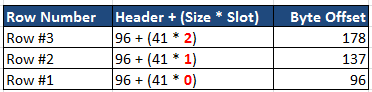 Row Number Header + (Size * Slot) Byte Offset
Row #3 96 + (41 * 2) 178
Row #2 96 + (41 * 1) 137
Row #1 96 + (41 * 0) 96